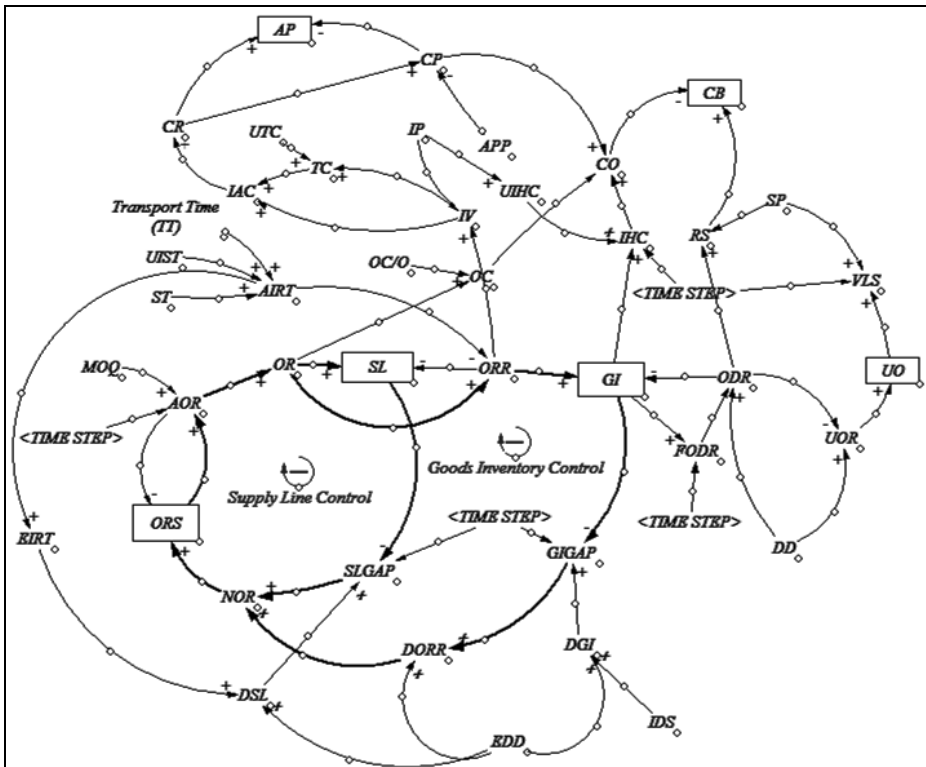 AP
CP
CB
CR
UTC
IP
APP
TC
CO
IAC
UIHC
SP
Transport Time
(TT)
IV
IHC
RS
UIST
OC/O
OC
VLS
ST
AIRT
<TIME STEP>
MOQ
OR
SL
ORR
GI
ODR
UO
AOR
<TIME STEP>
Goods Inventory Control
FODR
UOR
Supply Line Control
ORS
<TIME STEP>
<TIME STEP>
EIRT
SLGAP
GIGAP
DD
NOR
DORR
DGI
DSL
IDS
EDD